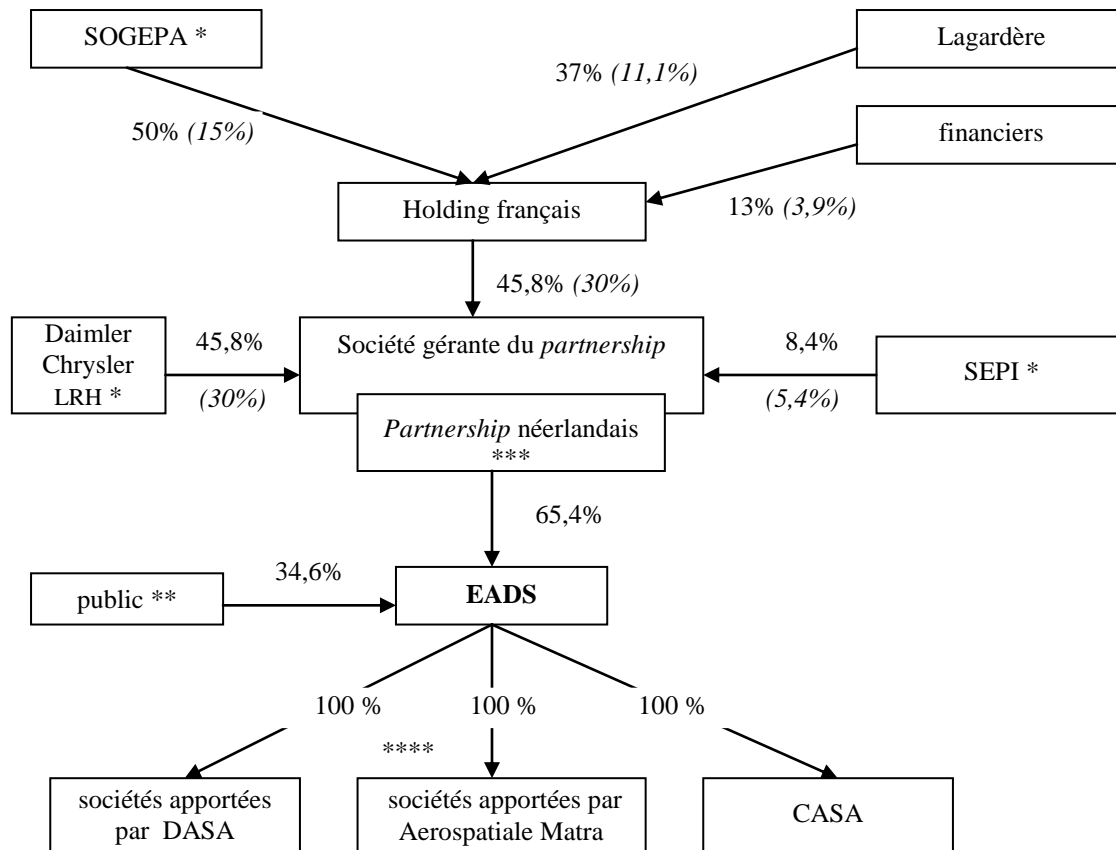 SOGEPA *
Lagardère
37% (11,1%)
50% (15%)
financiers
Holding français
13% (3,9%)
45,8% (30%)
Daimler
Chrysler
LRH *
45,8%
(30%)
Société gérante du partnership
8,4%
(5,4%)
SEPI *
Partnership néerlandais
***
65,4%
public **
34,6%
EADS
100 %
100 %
100 %
****
sociétés apportées
par DASA
sociétés apportées par
Aerospatiale Matra
CASA